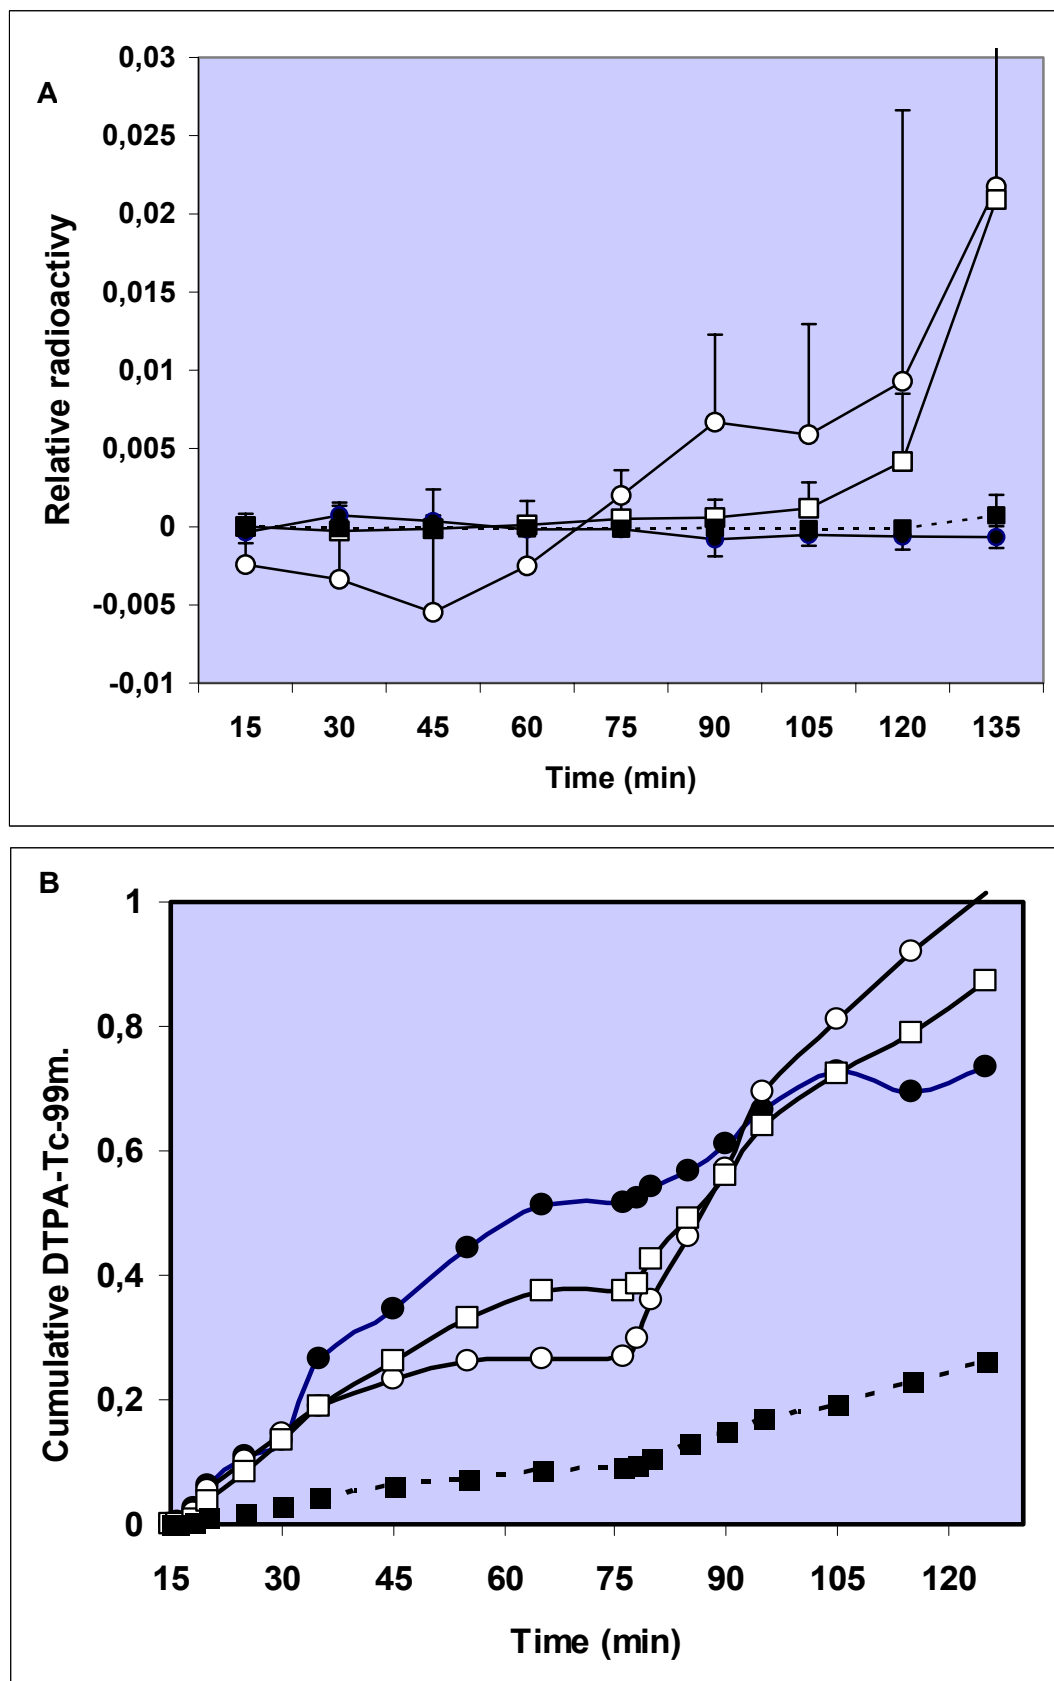 A
0,03
0,025
0,02
0,015
0,01
0,005
0
-0,005
-0,01
Relative radioactivy
15 30 45 60 75 90 105 120 135
Time (min)
B
1
0,8
0,6
0,4
0,2
0
Cumulative DTPA-Tc-99m.
15 30 45 60 75 90 105 120
Time (min)